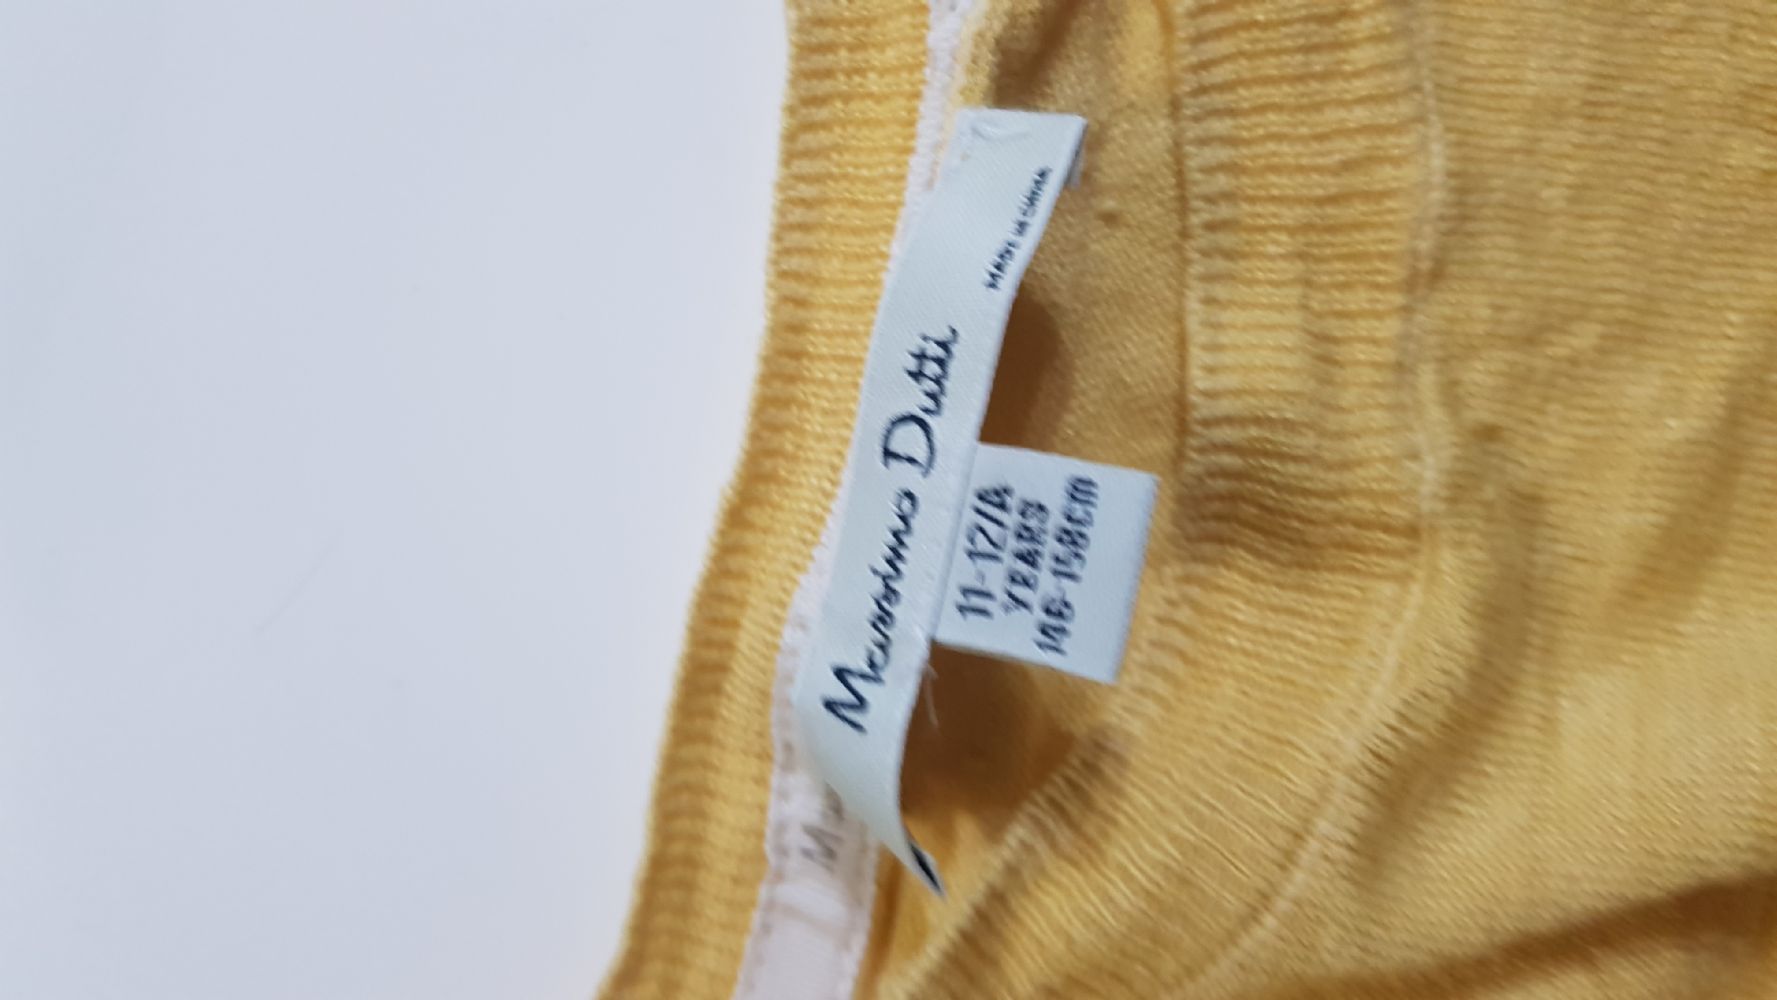 Massimo Dutti
MADE IN CHINA
11-12/A
YEARS
146-158cm